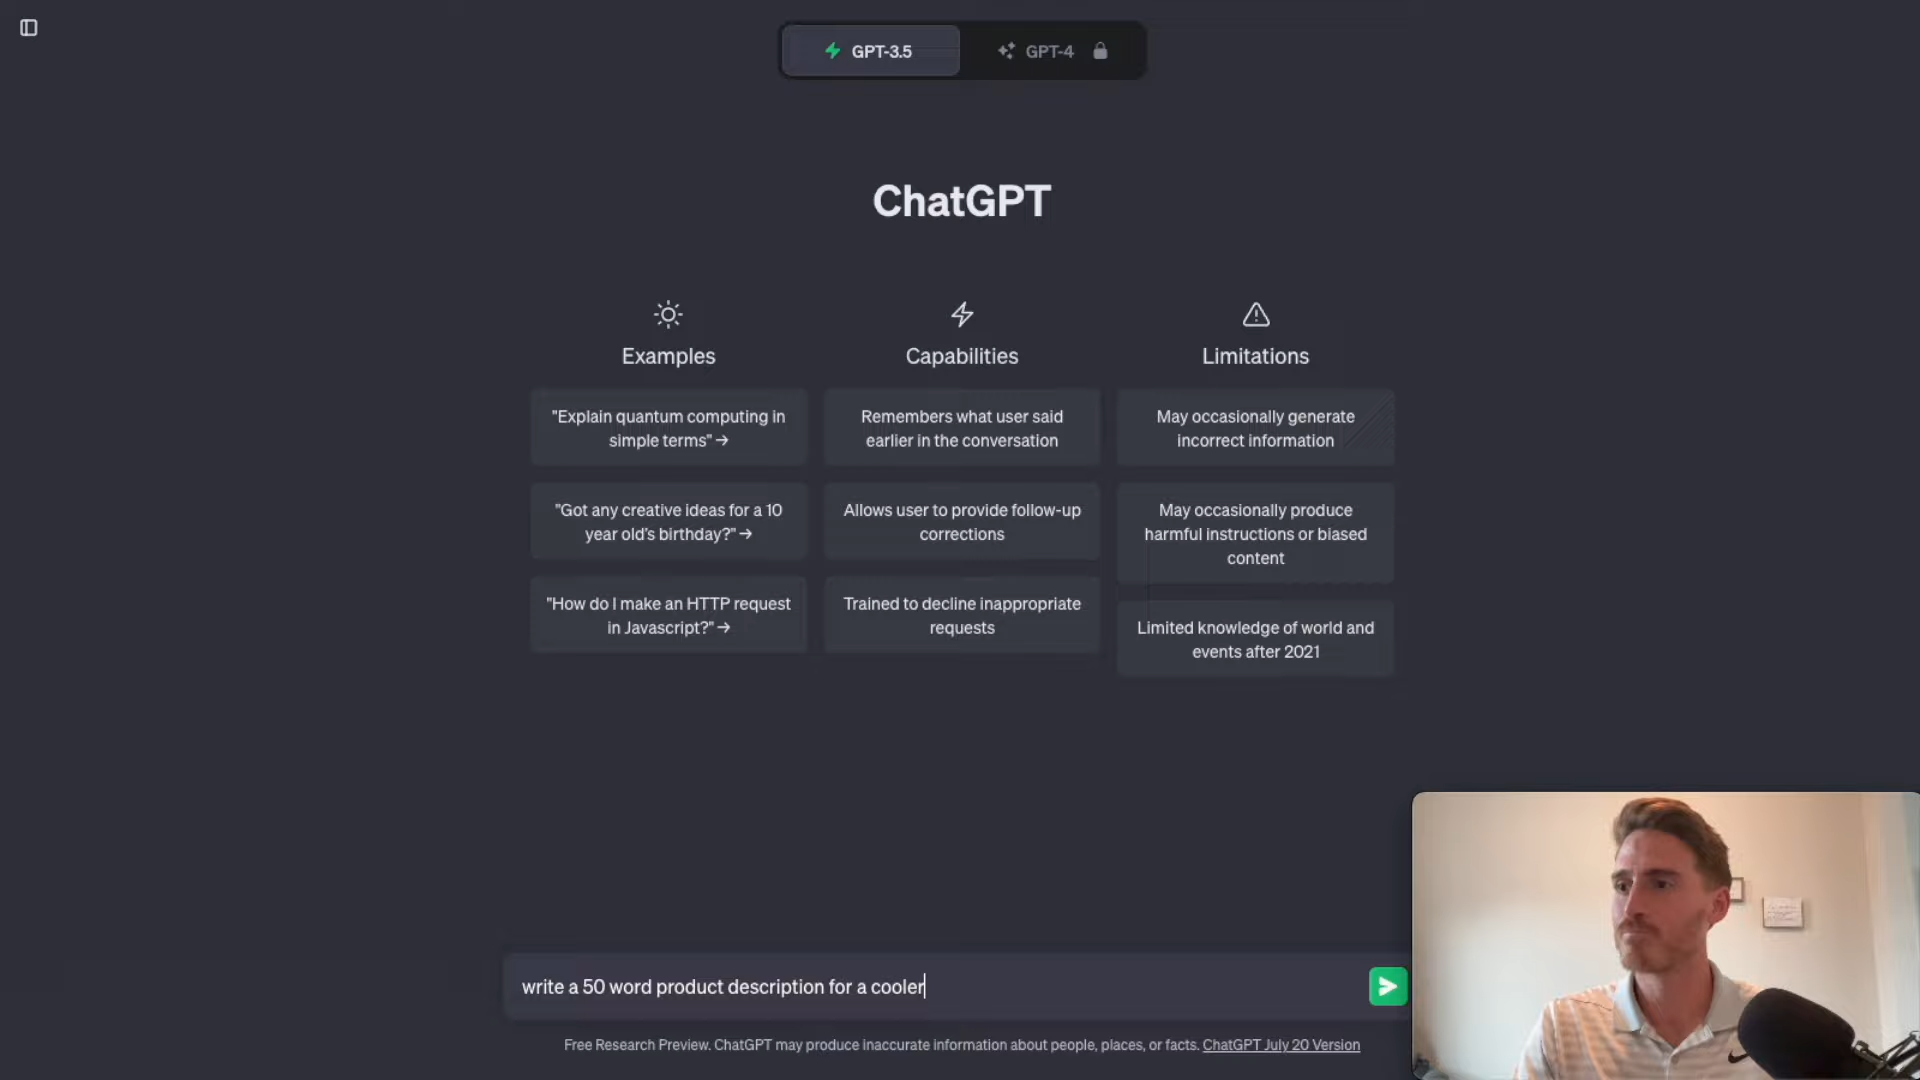 GPT-3.5
GPT-4
ChatGPT
Examples
Capabilities
Limitations
"Explain quantum computing in
simple terms" →
Remembers what user said
earlier in the conversation
May occasionally generate
incorrect information
"Got any creative ideas for a 10
year old's birthday?" →
Allows user to provide follow-up
corrections
May occasionally produce
harmful instructions or biased
content
"How do I make an HTTP request
in Javascript?" →
Trained to decline inappropriate
requests
Limited knowledge of world and
events after 2021
write a 50 word product description for a cooler
Free Research Preview. ChatGPT may produce inaccurate information about people, places, or facts. ChatGPT July 20 Version